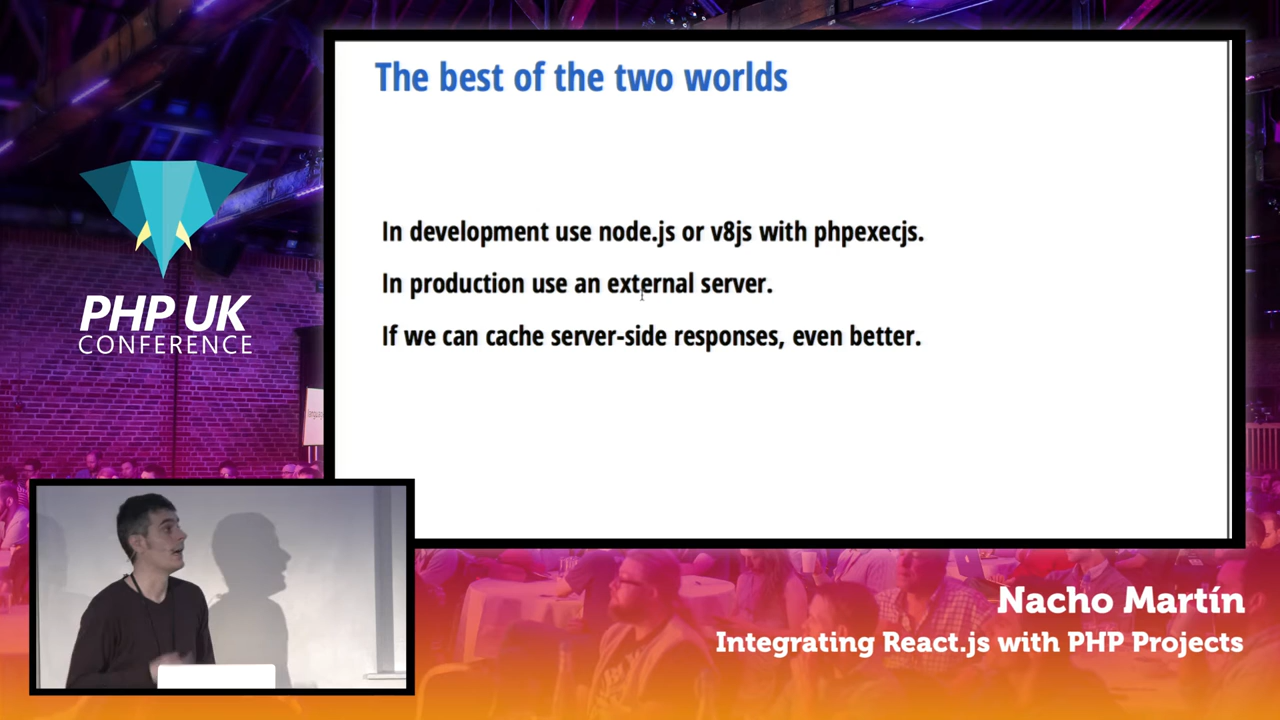 The best of the two worlds
In development use node.js or v8js with phpexecjs.
In production use an external server.
If we can cache server-side responses, even better.
PHP UK
CONFERENCE
Nacho Martín
Integrating React.js with PHP Projects